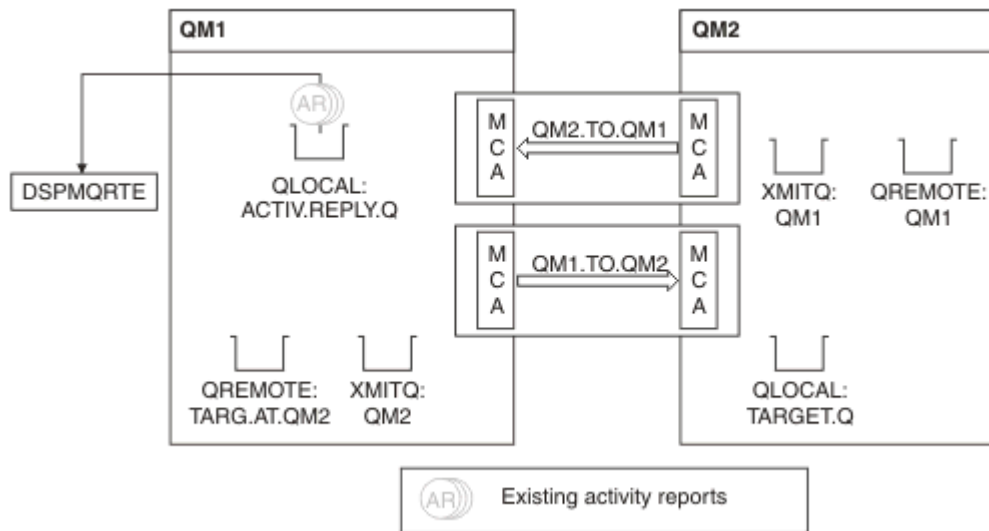 QM1
QM2
AR
QLOCAL:
ACTIV.REPLY.Q
DSPMQRTE
M
C
A
QM2.TO.QM1
M
C
A
XMITQ:
QM1
QREMOTE:
QM1
M
C
A
QM1.TO.QM2
M
C
A
QREMOTE:
TARG.AT.QM2
XMITQ:
QM2
QLOCAL:
TARGET.Q
AR
Existing activity reports